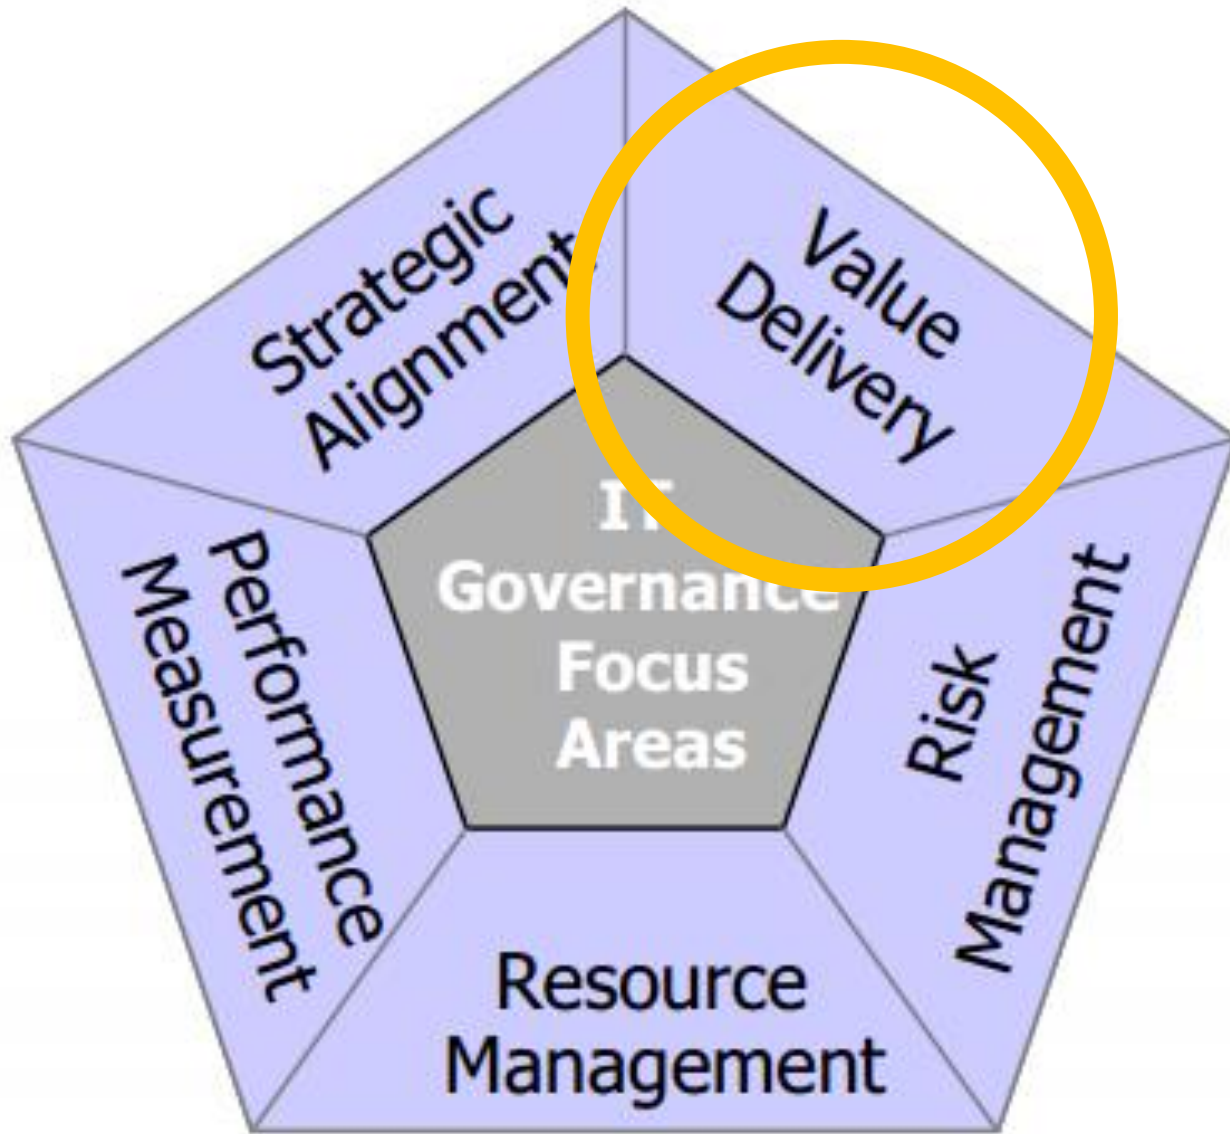 Strategic
Alignment
Value
Delivery
IT
Governance
Focus
Areas
Performance
Measurement
Risk
Management
Resource
Management